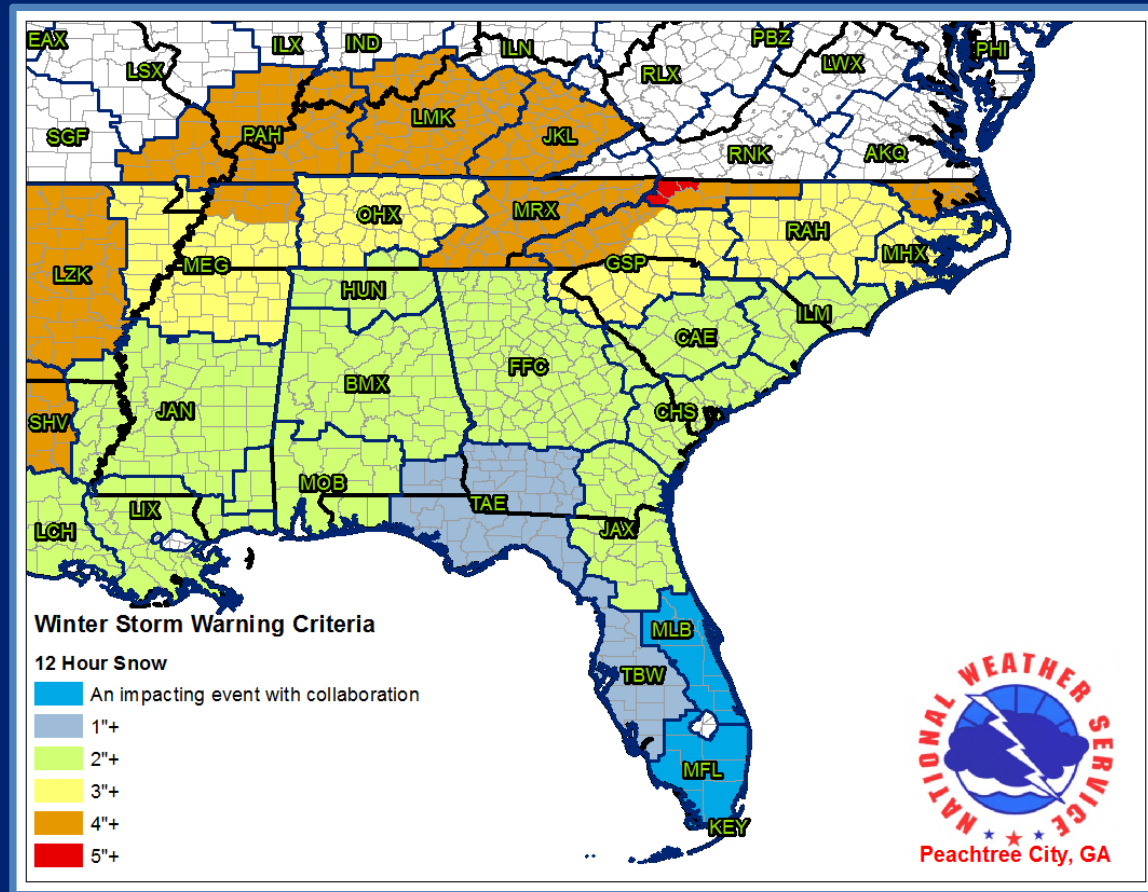 EAX
LSX
ILX
IND
ILN
PBZ
PHI
LWX
RLX
SGF
PAH
LMK
JKL
RNK
AKQ
OHX
MRX
RAH
LZK
MEG
GSP
MHX
HUN
ILM
CAE
FFC
BMX
JAN
CHS
SHV
MOB
TAE
LIX
LCH
JAX
Winter Storm Warning Criteria
12 Hour Snow
An impacting event with collaboration
1"+
2"+
3"+
4"+
5"+
MLB
TBW
MFL
KEY
NATIONAL WEATHER SERVICE
Peachtree City, GA